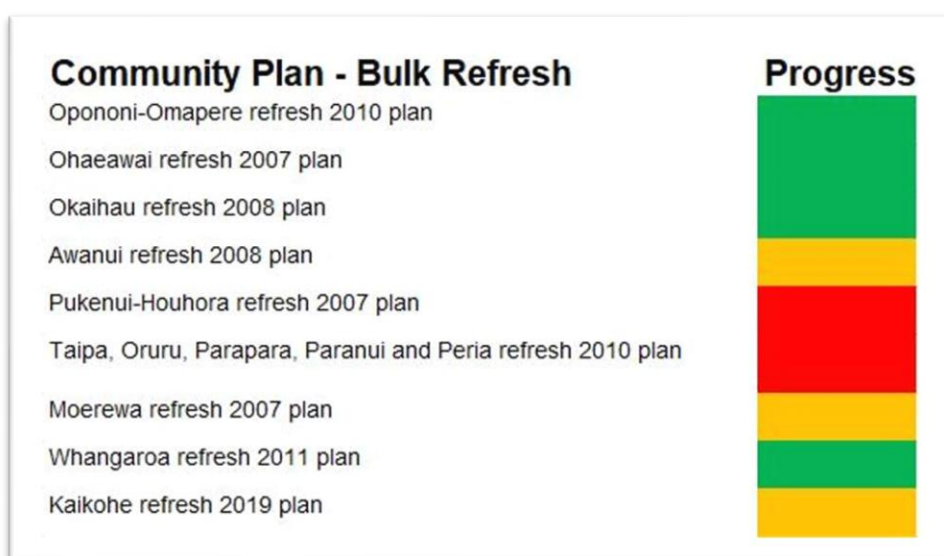 Community Plan - Bulk Refresh Progress
Opononi-Omapere refresh 2010 plan
Ohaeawai refresh 2007 plan
Okaihau refresh 2008 plan
Awanui refresh 2008 plan
Pukenui-Houhora refresh 2007 plan
Taipa, Oruru, Parapara, Paranui and Peria refresh 2010 plan
Moerewa refresh 2007 plan
Whangaroa refresh 2011 plan
Kaikohe refresh 2019 plan